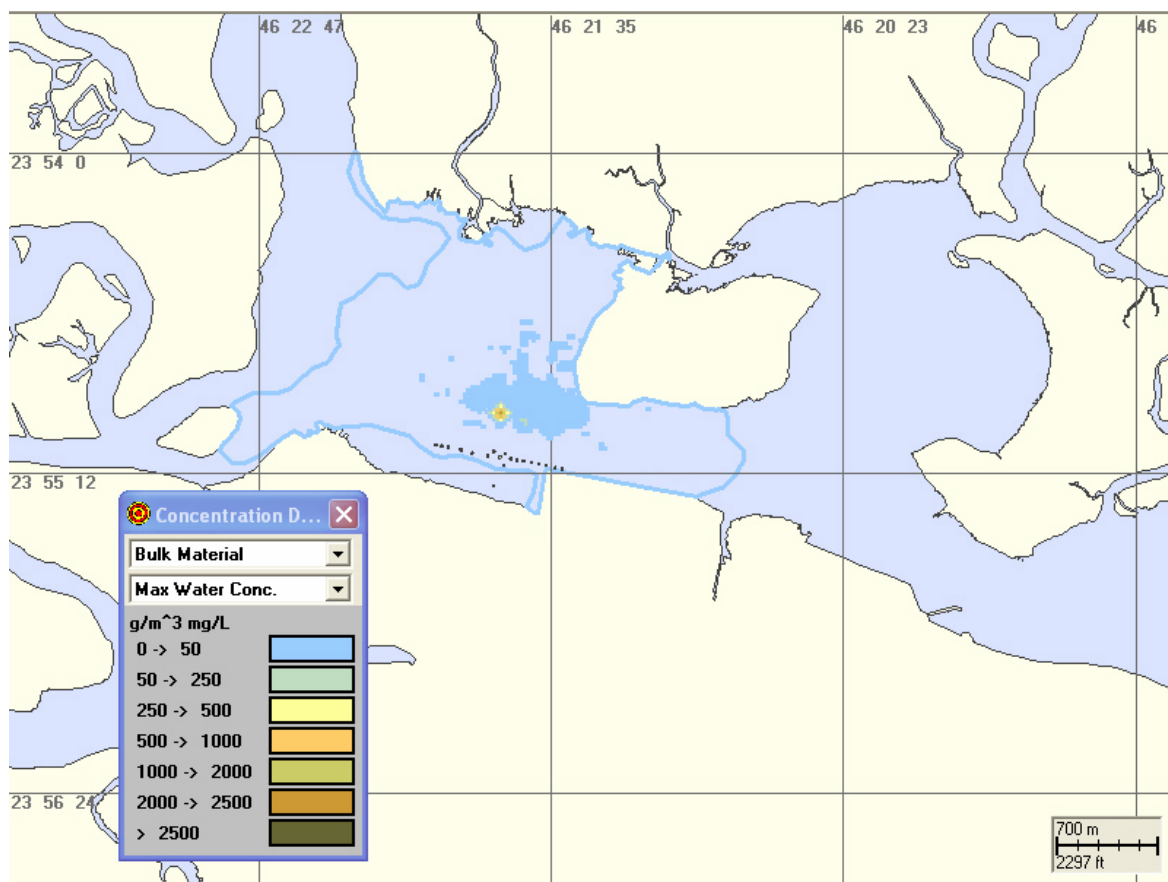 46 22 47
46 21 35
46 20 23
46
23 54 0
23 55 12
Concentration D...
Bulk Material
Max Water Conc.
g/m^3 mg/L
0 -> 50
50 -> 250
250 -> 500
500 -> 1000
1000 -> 2000
2000 -> 2500
> 2500
23 56 24
700 m
2297 ft